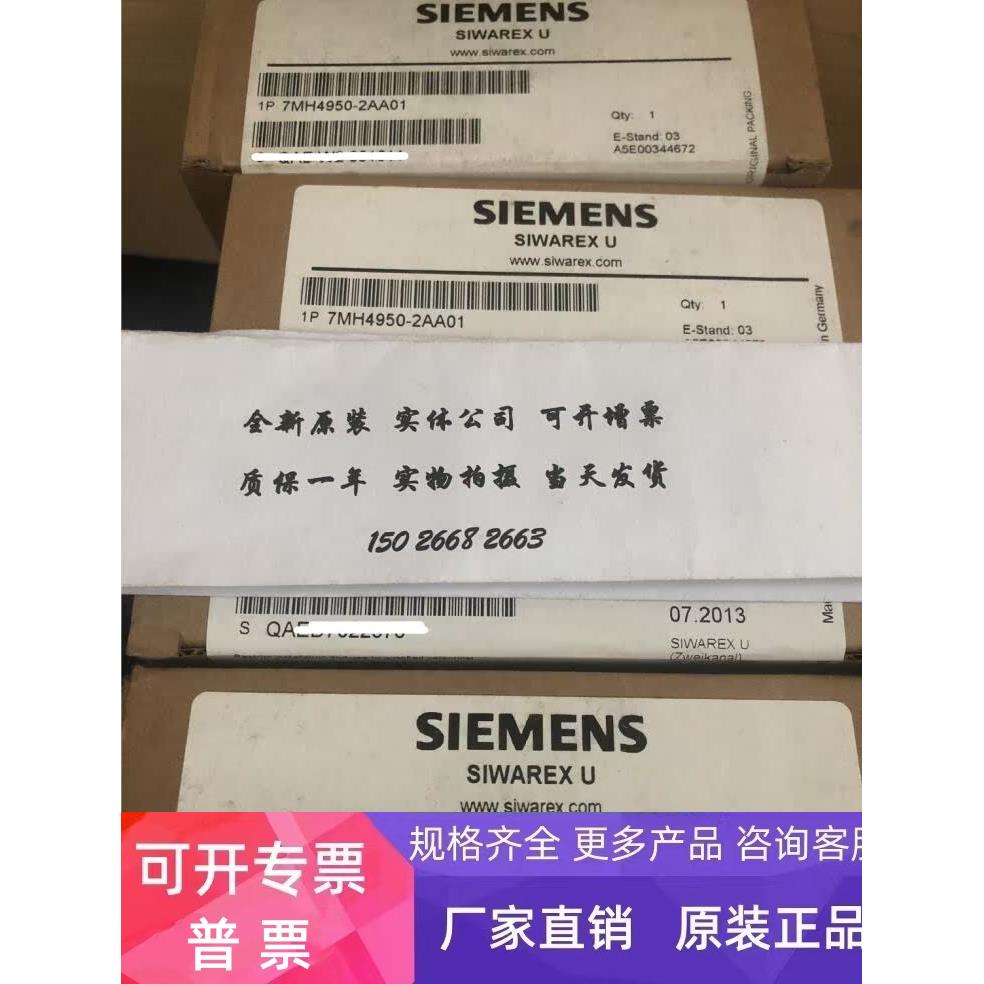 SIEMENS
SIWAREX U
www.siwarex.com
1P 7MH4950-2AA01
Qty: 1
E-Stand: 03
A5E00344672
ORIGINAL PACKING
SIEMENS
SIWAREX U
www.siwarex.com
1P 7MH4950-2AA01
Qty: 1
E-Stand: 03
in Germany
全新原装 实体公司 可开增票
质保一年 实物拍摄 当天发货
150 2668 2663
S QAED
07.2013
SIWAREX U
(Zweikanal)
SIEMENS
SIWAREX U
www.siwarex.com
可开专票
普票
规格齐全 更多产品 咨询客服
厂家直销 原装正品